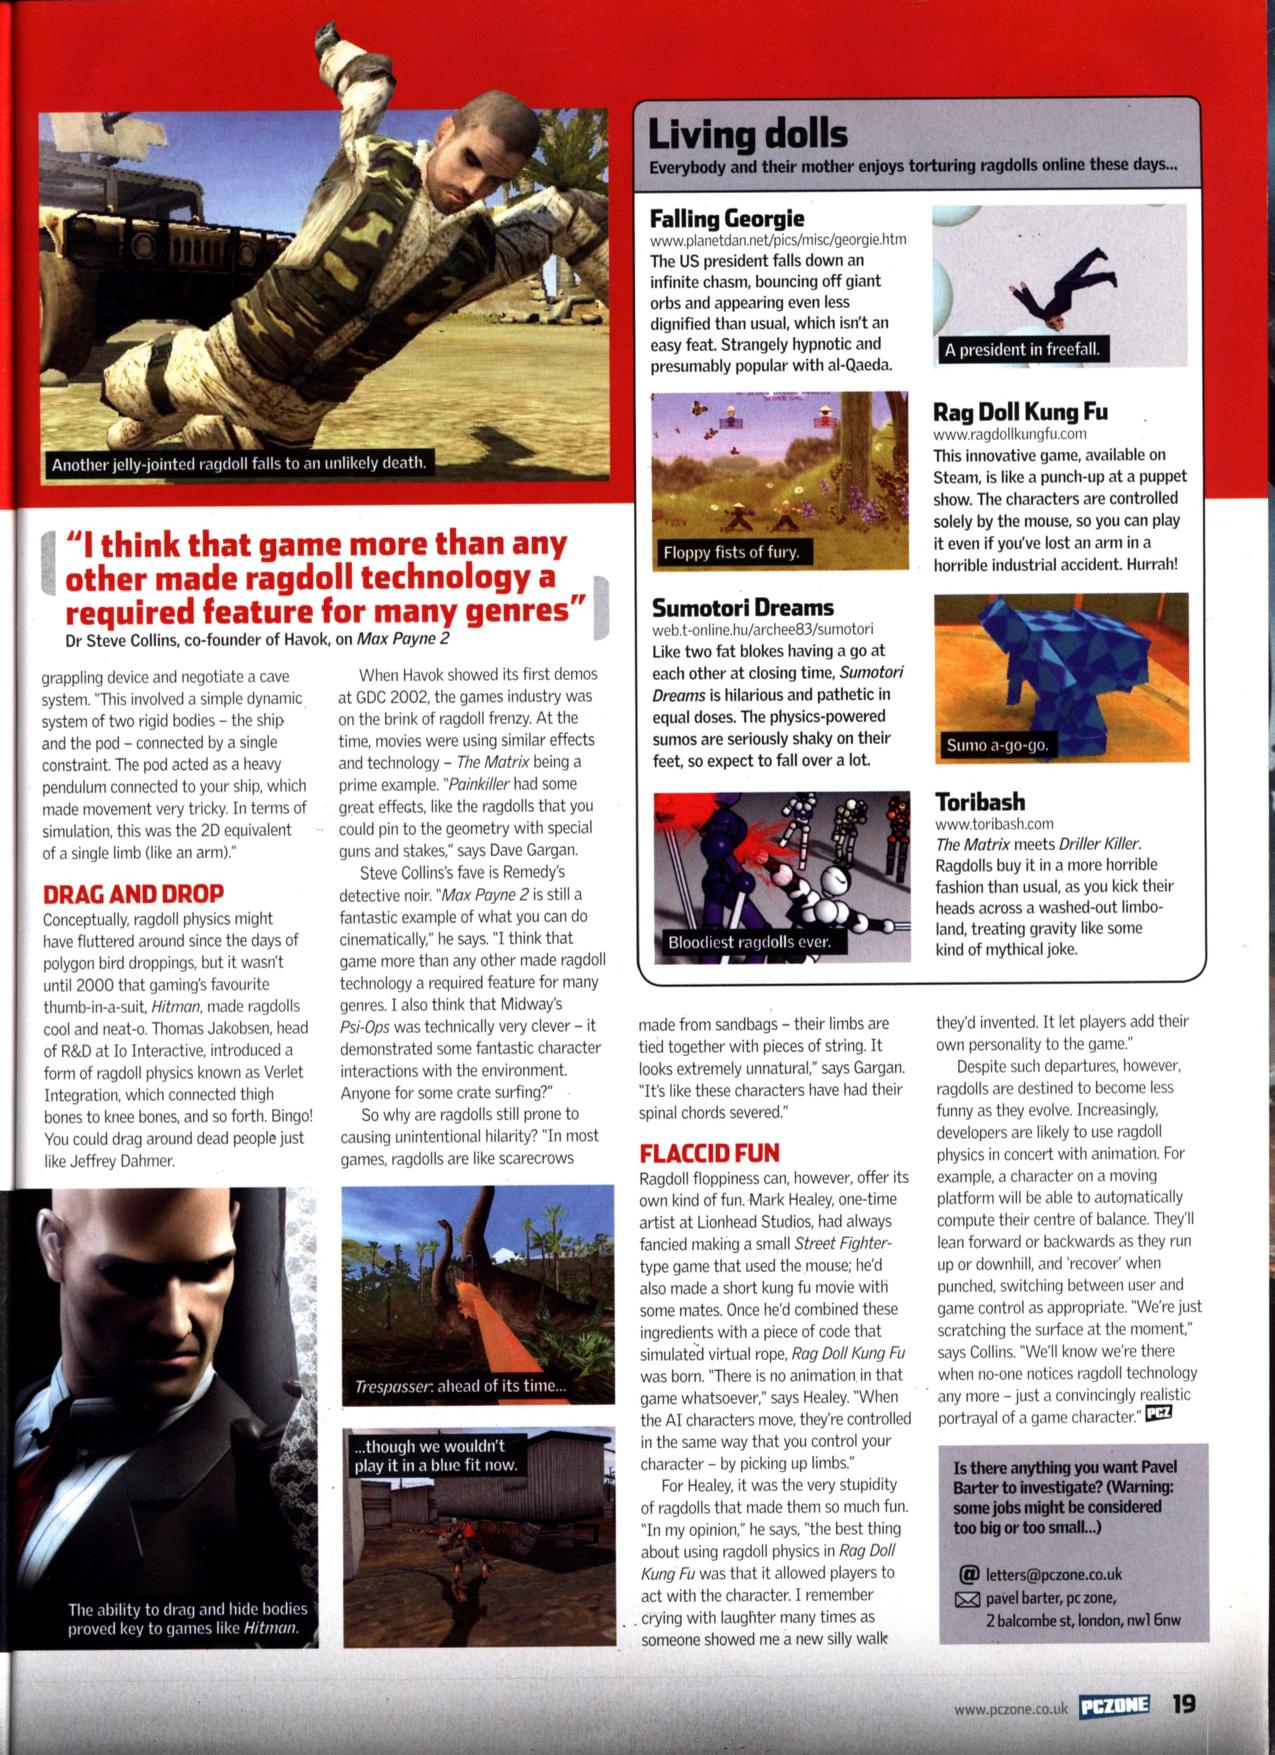 Another jelly-jointed ragdoll falls to an unlikely death.
"I think that game more than any
other made ragdoll technology a
required feature for many genres"
Dr Steve Collins, co-founder of Havok, on Max Payne 2
grappling device and negotiate a cave
system. "This involved a simple dynamic
system of two rigid bodies – the ship
and the pod – connected by a single
constraint. The pod acted as a heavy
pendulum connected to your ship, which
made movement very tricky. In terms of
simulation, this was the 2D equivalent
of a single limb (like an arm)."
DRAG AND DROP
Conceptually, ragdoll physics might
have fluttered around since the days of
polygon bird droppings, but it wasn't
until 2000 that gaming's favourite
thumb-in-a-suit, Hitman, made ragdolls
cool and neat-o. Thomas Jakobsen, head
of R&D at Io Interactive, introduced a
form of ragdoll physics known as Verlet
Integration, which connected thigh
bones to knee bones, and so forth. Bingo!
You could drag around dead people just
like Jeffrey Dahmer.
The ability to drag and hide bodies
proved key to games like Hitman.
When Havok showed its first demos
at GDC 2002, the games industry was
on the brink of ragdoll frenzy. At the
time, movies were using similar effects
and technology – The Matrix being a
prime example. "Painkiller had some
great effects, like the ragdolls that you
could pin to the geometry with special
guns and stakes," says Dave Gargan.
Steve Collins's fave is Remedy's
detective noir. "Max Payne 2 is still a
fantastic example of what you can do
cinematically," he says. "I think that
game more than any other made ragdoll
technology a required feature for many
genres. I also think that Midway's
Psi-Ops was technically very clever – it
demonstrated some fantastic character
interactions with the environment.
Anyone for some crate surfing?"
So why are ragdolls still prone to
causing unintentional hilarity? "In most
games, ragdolls are like scarecrows
Trespasser: ahead of its time...
...though we wouldn't
play it in a blue fit now.
Living dolls
Everybody and their mother enjoys torturing ragdolls online these days...
Falling Georgie
www.planetdan.net/pics/misc/georgie.htm
The US president falls down an
infinite chasm, bouncing off giant
orbs and appearing even less
dignified than usual, which isn't an
easy feat. Strangely hypnotic and
presumably popular with al-Qaeda.
A president in freefall.
Floppy fists of fury.
Rag Doll Kung Fu
www.ragdollkungfu.com
This innovative game, available on
Steam, is like a punch-up at a puppet
show. The characters are controlled
solely by the mouse, so you can play
it even if you've lost an arm in a
horrible industrial accident. Hurrah!
Sumotori Dreams
web.t-online.hu/archee83/sumotori
Like two fat blokes having a go at
each other at closing time, Sumotori
Dreams is hilarious and pathetic in
equal doses. The physics-powered
sumos are seriously shaky on their
feet, so expect to fall over a lot.
Sumo a-go-go.
Bloodiest ragdolls ever.
Toribash
www.toribash.com
The Matrix meets Driller Killer.
Ragdolls buy it in a more horrible
fashion than usual, as you kick their
heads across a washed-out limbo-
land, treating gravity like some
kind of mythical joke.
made from sandbags – their limbs are
tied together with pieces of string. It
looks extremely unnatural," says Gargan.
"It's like these characters have had their
spinal chords severed."
FLACCID FUN
Ragdoll floppiness can, however, offer its
own kind of fun. Mark Healey, one-time
artist at Lionhead Studios, had always
fancied making a small Street Fighter-
type game that used the mouse; he'd
also made a short kung fu movie with
some mates. Once he'd combined these
ingredients with a piece of code that
simulated virtual rope, Rag Doll Kung Fu
was born. "There is no animation in that
game whatsoever," says Healey. "When
the AI characters move, they're controlled
in the same way that you control your
character – by picking up limbs."
For Healey, it was the very stupidity
of ragdolls that made them so much fun.
"In my opinion," he says, "the best thing
about using ragdoll physics in Rag Doll
Kung Fu was that it allowed players to
act with the character. I remember
crying with laughter many times as
someone showed me a new silly walk
they'd invented. It let players add their
own personality to the game."
Despite such departures, however,
ragdolls are destined to become less
funny as they evolve. Increasingly,
developers are likely to use ragdoll
physics in concert with animation. For
example, a character on a moving
platform will be able to automatically
compute their centre of balance. They'll
lean forward or backwards as they run
up or downhill, and 'recover' when
punched, switching between user and
game control as appropriate. "We're just
scratching the surface at the moment,"
says Collins. "We'll know we're there
when no-one notices ragdoll technology
any more – just a convincingly realistic
portrayal of a game character." PCZ
Is there anything you want Pavel
Barter to investigate? (Warning:
some jobs might be considered
too big or too small...)
@ letters@pczone.co.uk
pavel barter, pc zone,
2 balcombe st, london, nw1 6nw
www.pczone.co.uk PCZONE 19